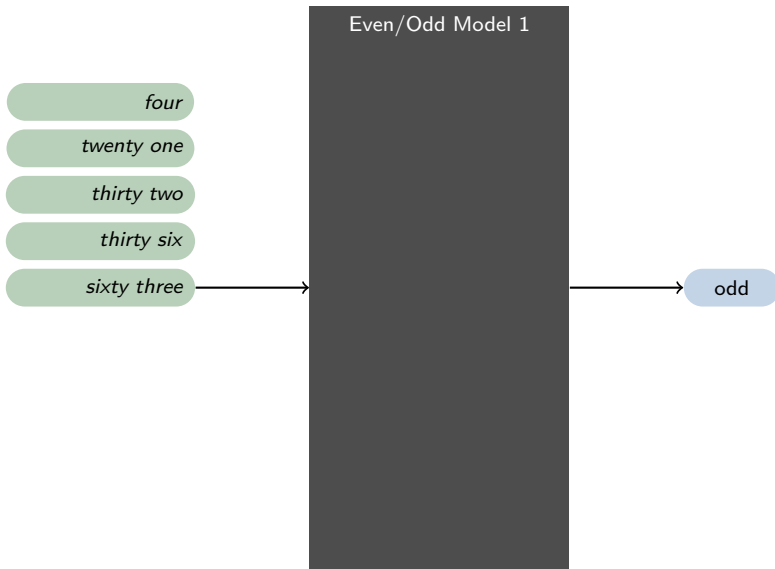 Even/Odd Model 1
four
twenty one
thirty two
thirty six
sixty three
odd